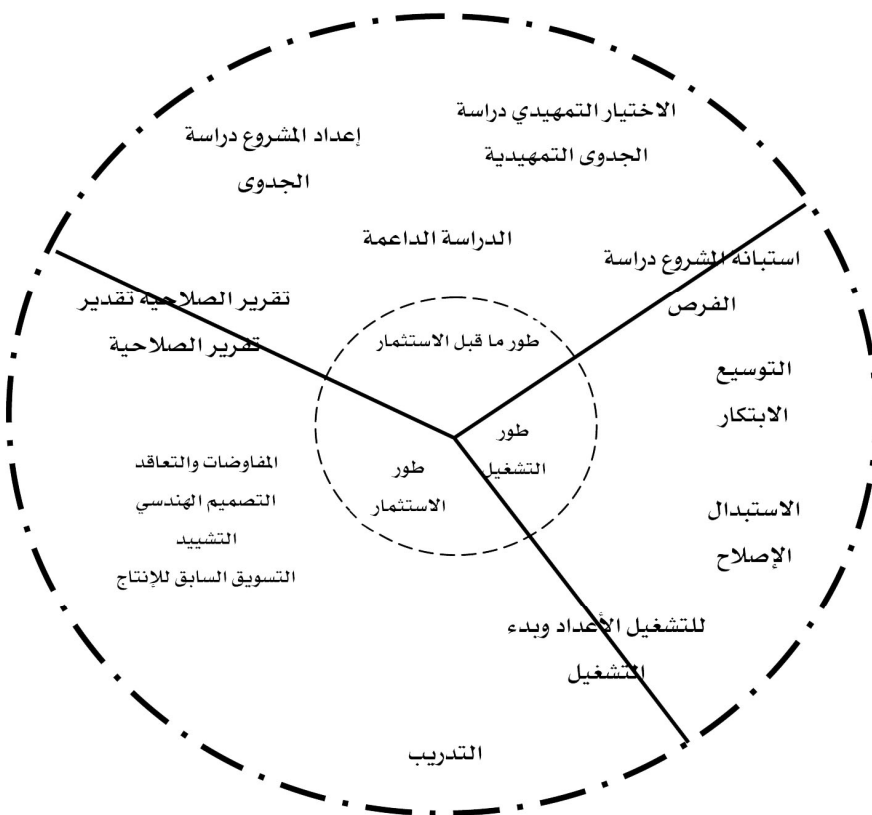 الاختيار التمهيدي دراسة
الجدوى التمهيدية
إعداد المشروع دراسة
الجدوى
الدراسة الداعمة
استبانة المشروع دراسة
الفرص
تقرير الصلاحية تقدير
تقرير الصلاحية
طور ما قبل الاستثمار
التوسيع
الابتكار
طور
التشغيل
طور
الاستثمار
المفاوضات والتعاقد
التصميم الهندسي
التشييد
التسويق السابق للإنتاج
الاستبدال
الإصلاح
للتشغيل الأعداد وبدء
التشغيل
التدريب